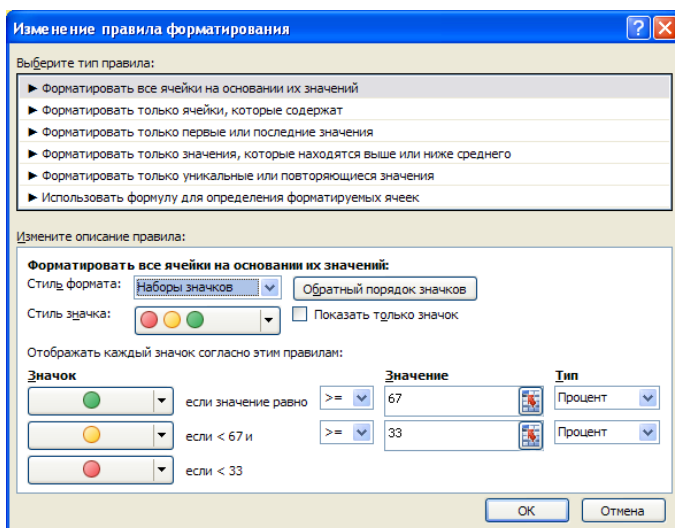 Изменение правила форматирования
Выберите тип правила:
► Форматировать все ячейки на основании их значений
► Форматировать только ячейки, которые содержат
► Форматировать только первые или последние значения
► Форматировать только значения, которые находятся выше или ниже среднего
► Форматировать только уникальные или повторяющиеся значения
► Использовать формулу для определения форматируемых ячеек
Измените описание правила:
Форматировать все ячейки на основании их значений:
Стиль формата: Наборы значков Обратный порядок значков
Стиль значка: Показать только значок
Отображать каждый значок согласно этим правилам:
Значок Значение Тип
если значение равно >= 67 Процент
если < 67 и >= 33 Процент
если < 33
ОК Отмена